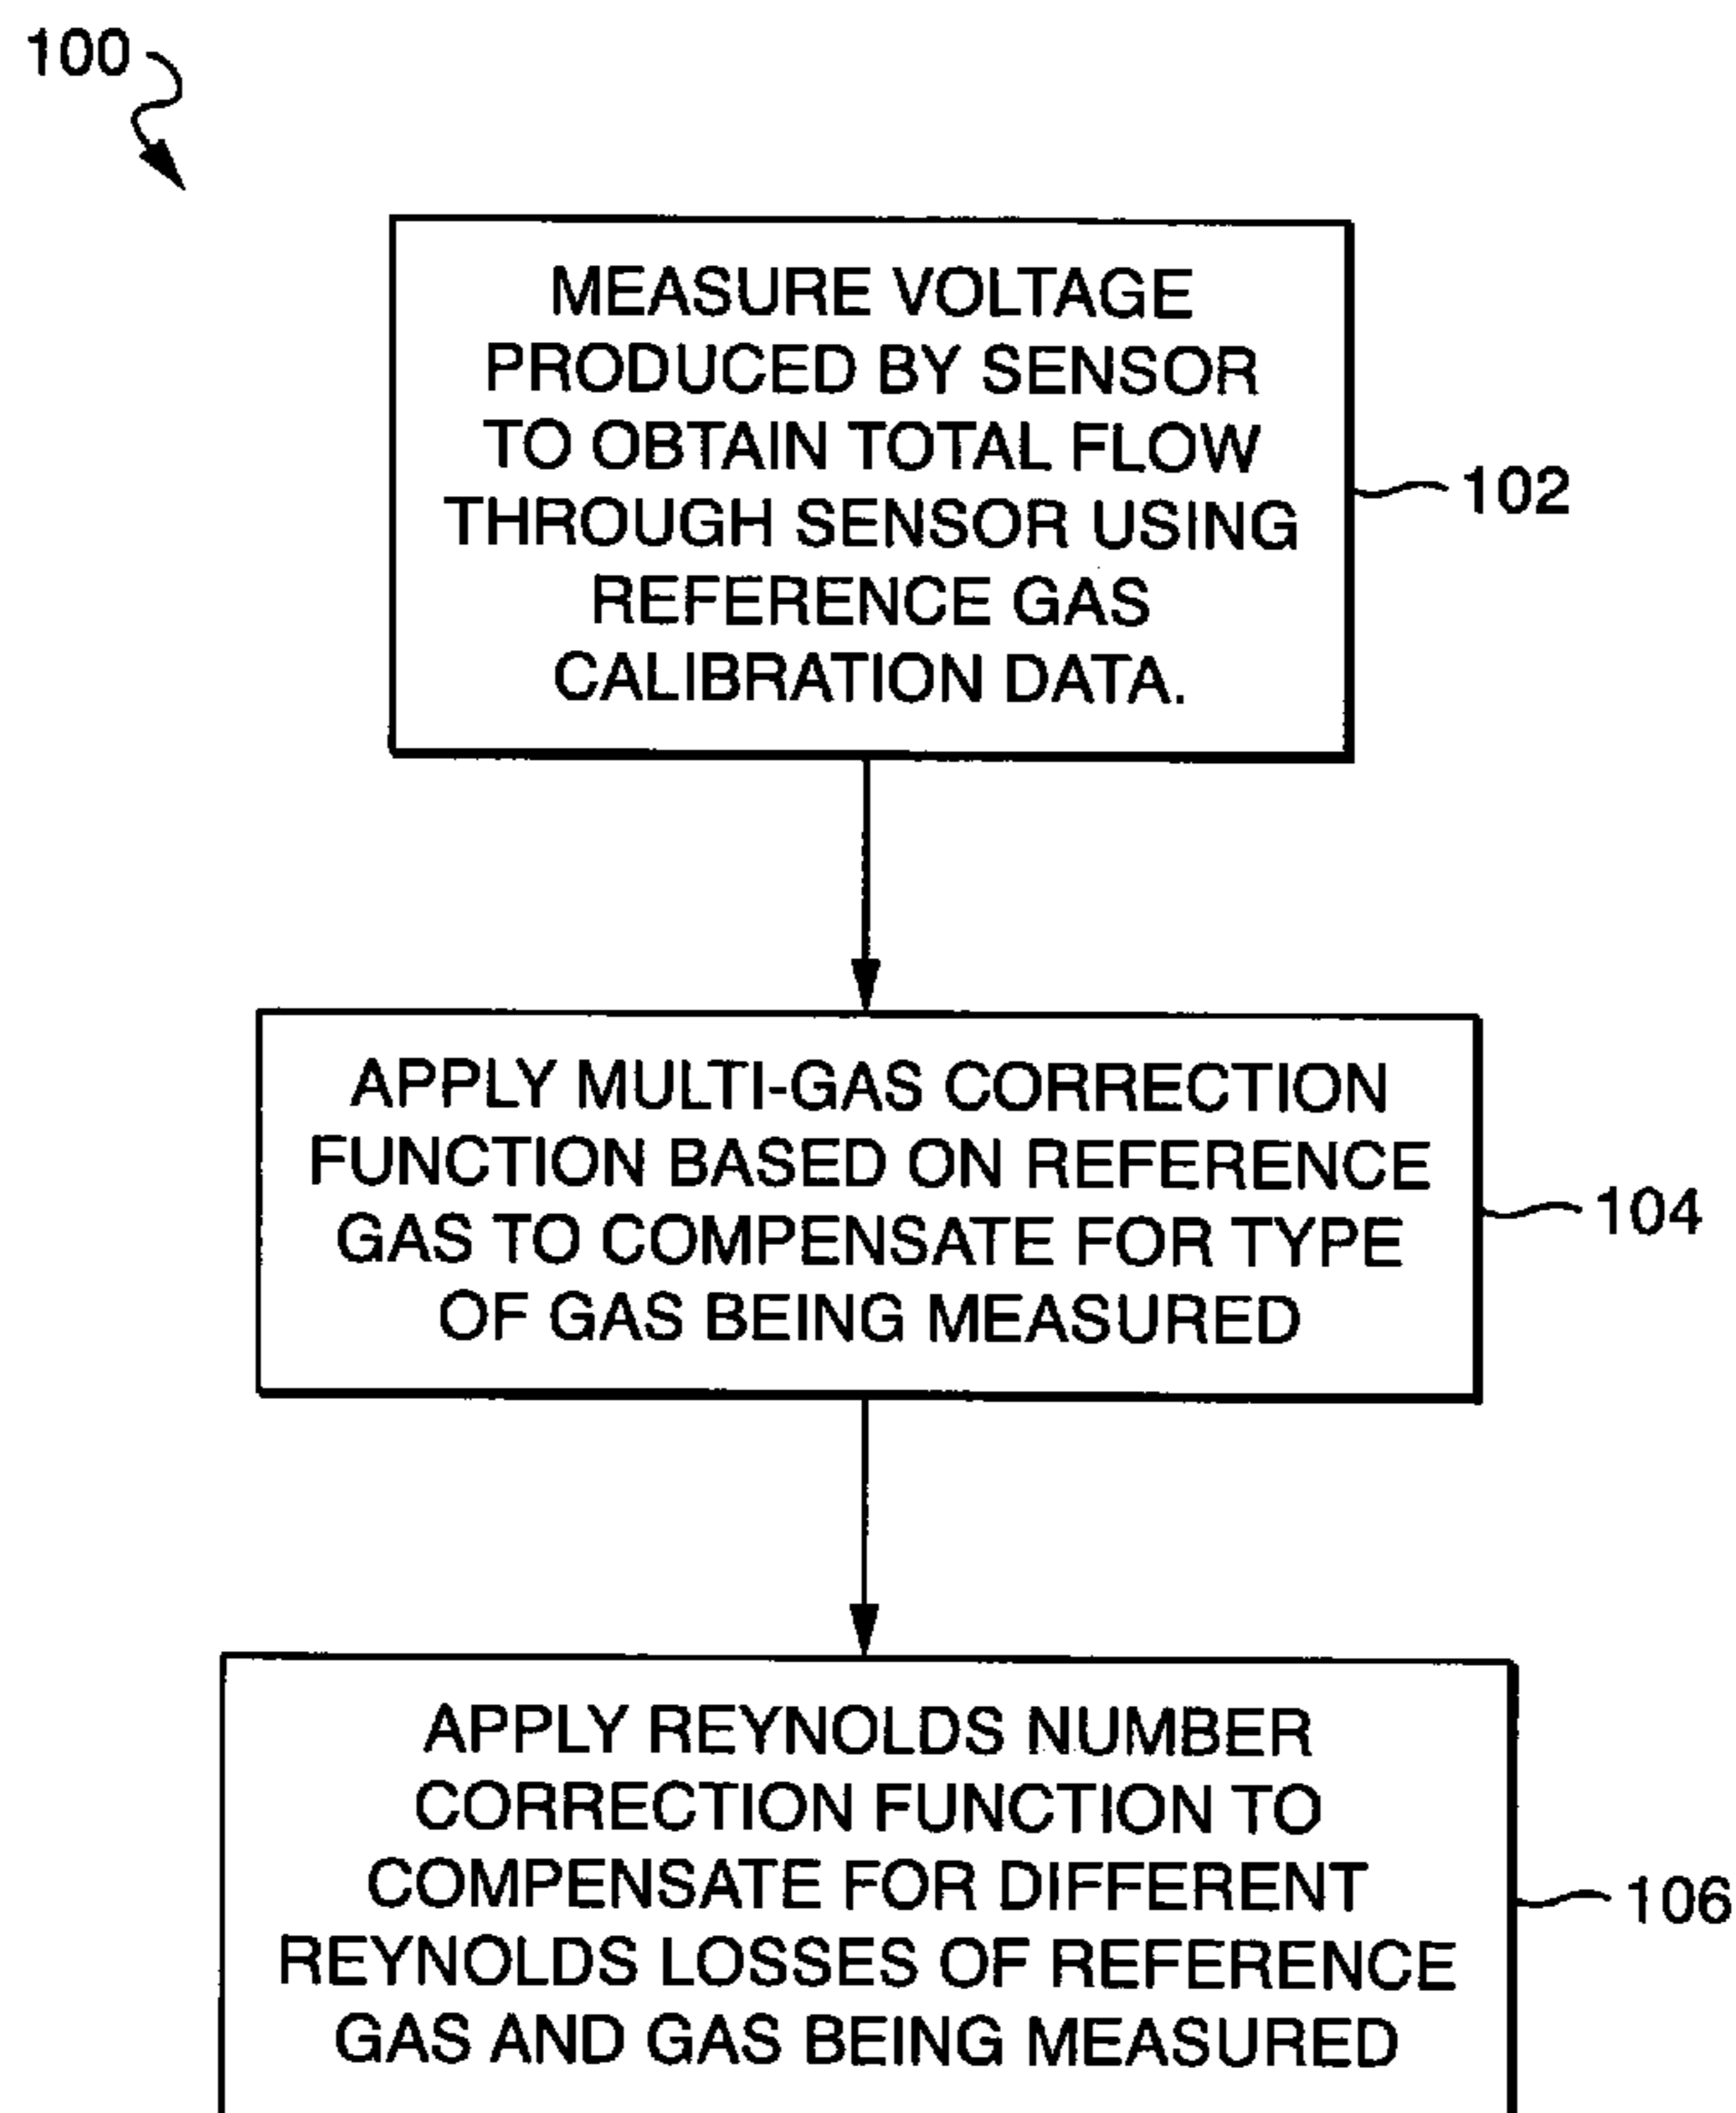 100
MEASURE VOLTAGE
PRODUCED BY SENSOR
TO OBTAIN TOTAL FLOW
THROUGH SENSOR USING
REFERENCE GAS
CALIBRATION DATA.
102
APPLY MULTI-GAS CORRECTION
FUNCTION BASED ON REFERENCE
GAS TO COMPENSATE FOR TYPE
OF GAS BEING MEASURED
104
APPLY REYNOLDS NUMBER
CORRECTION FUNCTION TO
COMPENSATE FOR DIFFERENT
REYNOLDS LOSSES OF REFERENCE
GAS AND GAS BEING MEASURED
106